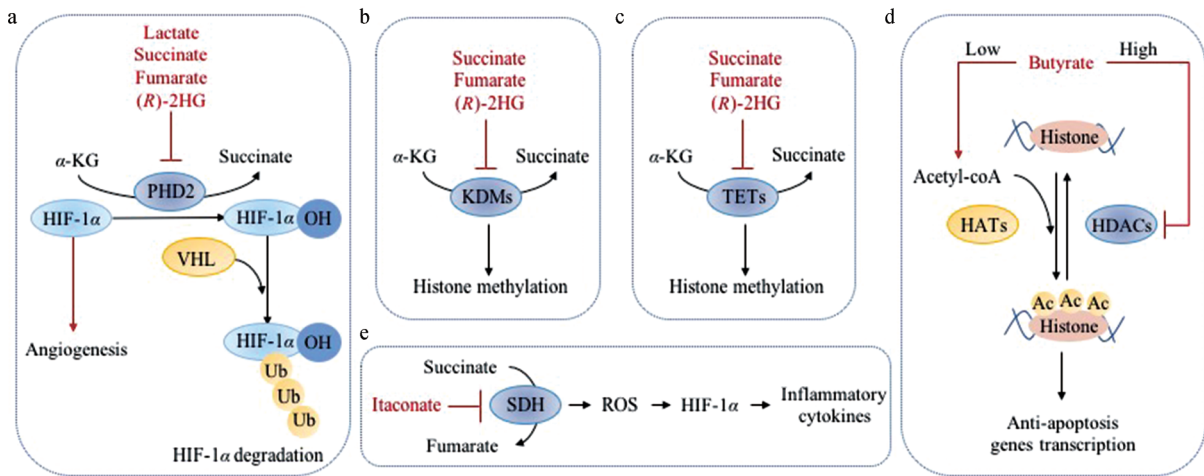 a
Lactate
Succinate
Fumarate
(R)-2HG
α-KG
Succinate
PHD2
HIF-1α
HIF-1α
OH
VHL
HIF-1α
OH
Angiogenesis
Ub
Ub
Ub
HIF-1α degradation
b
Succinate
Fumarate
(R)-2HG
α-KG
Succinate
KDMs
Histone methylation
c
Succinate
Fumarate
(R)-2HG
α-KG
Succinate
TETs
Histone methylation
d
Low
Butyrate
High
Histone
Acetyl-coA
HATs
HDACs
Ac
Ac
Ac
Histone
Anti-apoptosis
genes transcription
e
Succinate
Itaconate
SDH
ROS
HIF-1α
Inflammatory
cytokines
Fumarate